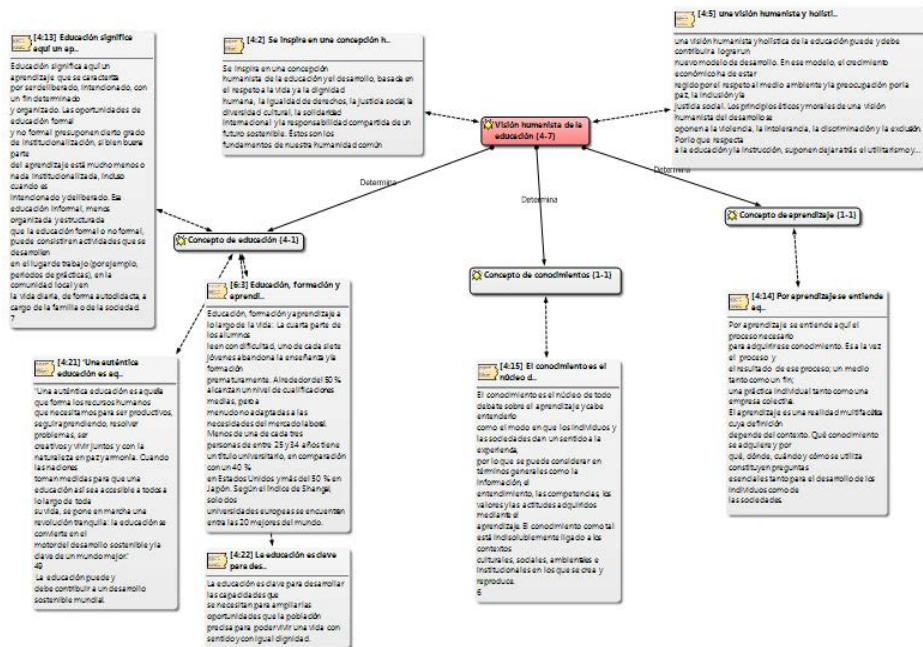 [4:13] Educación significa
aquí un ap..
Educación significa aquí un
aprendizaje que se caracteriza
por ser deliberado, intencionado, con
un fin determinado
y organizado. Las oportunidades de
educación formal
y no formal presuponen cierto grado
de institucionalización, si bien buena
parte
del aprendizaje está mucho menos o
nada institucionalizada, incluso
cuando es
intencionado y deliberado. Esa
educación informal, menos
organizada y estructurada
que la educación formal o no formal,
puede consistir en actividades que se
desarrollen
en el lugar de trabajo (por ejemplo,
periodos de prácticas), en la
comunidad local y en
la vida diaria, de forma autodidacta, a
cargo de la familia o de la sociedad.
7
[4:2] Se inspira en una concepción h..
Se inspira en una concepción
humanista de la educación y el desarrollo, basada en
el respeto a la vida y a la dignidad
humana, la igualdad de derechos, la justicia social, la
diversidad cultural, la solidaridad
internacional y la responsabilidad compartida de un
futuro sostenible. Estos son los
fundamentos de nuestra humanidad común
[4:5] una visión humanista y holísti..
una visión humanista y holística de la educación puede y debe
contribuir a lograr un
nuevo modelo de desarrollo. En ese modelo, el crecimiento
económico ha de estar
regido por el respeto al medio ambiente y la preocupación por la
paz, la inclusión y la
justicia social. Los principios éticos y morales de una visión
humanista del desarrollo se
oponen a la violencia, la intolerancia, la discriminación y la exclusión.
Por lo que respecta
a la educación y la instrucción, suponen dejar atrás el utilitarismo y...
Visión humanista de la
educación {4-7}
Determina
Determina
Determina
Concepto de educación {4-1}
Concepto de conocimientos {1-1}
Concepto de aprendizaje {1-1}
[4:21] "Una auténtica
educación es aq..
"Una auténtica educación es aquella
que forma los recursos humanos
que necesitamos para ser productivos,
seguir aprendiendo, resolver
problemas, ser
creativos y vivir juntos y con la
naturaleza en paz y armonía. Cuando
las naciones
toman medidas para que una
educación así sea accesible a todos a
lo largo de toda
su vida, se pone en marcha una
revolución tranquila: la educación se
convierte en el
motor del desarrollo sostenible y la
clave de un mundo mejor."
49
La educación puede y
debe contribuir a un desarrollo
sostenible mundial.
[6:3] Educación, formación y
aprendi..
Educación, formación y aprendizaje a
lo largo de la vida: La cuarta parte de
los alumnos
leen con dificultad, uno de cada siete
jóvenes abandona la enseñanza y la
formación
prematuramente. Alrededor del 50 %
alcanzan un nivel de cualificaciones
medias, pero a
menudo no adaptadas a las
necesidades del mercado laboral.
Menos de una de cada tres
personas de entre 25 y 34 años tiene
un título universitario, en comparación
con un 40 %
en Estados Unidos y más del 50 % en
Japón. Según el índice de Shangai,
solo dos
universidades europeas se encuentran
entre las 20 mejores del mundo.
[4:22] La educación es clave
para des..
La educación es clave para desarrollar
las capacidades que
se necesitan para ampliar las
oportunidades que la población
precisa para poder vivir una vida con
sentido y con igual dignidad.
[4:15] El conocimiento es el
núcleo d..
El conocimiento es el núcleo de todo
debate sobre el aprendizaje y cabe
entenderlo
como el modo en que los individuos y
las sociedades dan un sentido a la
experiencia,
por lo que se puede considerar en
términos generales como la
información, el
entendimiento, las competencias, los
valores y las actitudes adquiridos
mediante el
aprendizaje. El conocimiento como tal
está indisolublemente ligado a los
contextos
culturales, sociales, ambientales e
institucionales en los que se crea y
reproduce.
6
[4:14] Por aprendizaje se entiende
aq..
Por aprendizaje se entiende aquí el
proceso necesario
para adquirir ese conocimiento. Es a la vez
el proceso y
el resultado de ese proceso; un medio
tanto como un fin;
una práctica individual tanto como una
empresa colectiva.
El aprendizaje es una realidad multifacética
cuya definición
depende del contexto. Qué conocimiento
se adquiere y por
qué, dónde, cuándo y cómo se utiliza
constituyen preguntas
esenciales tanto para el desarrollo de los
individuos como de
las sociedades.